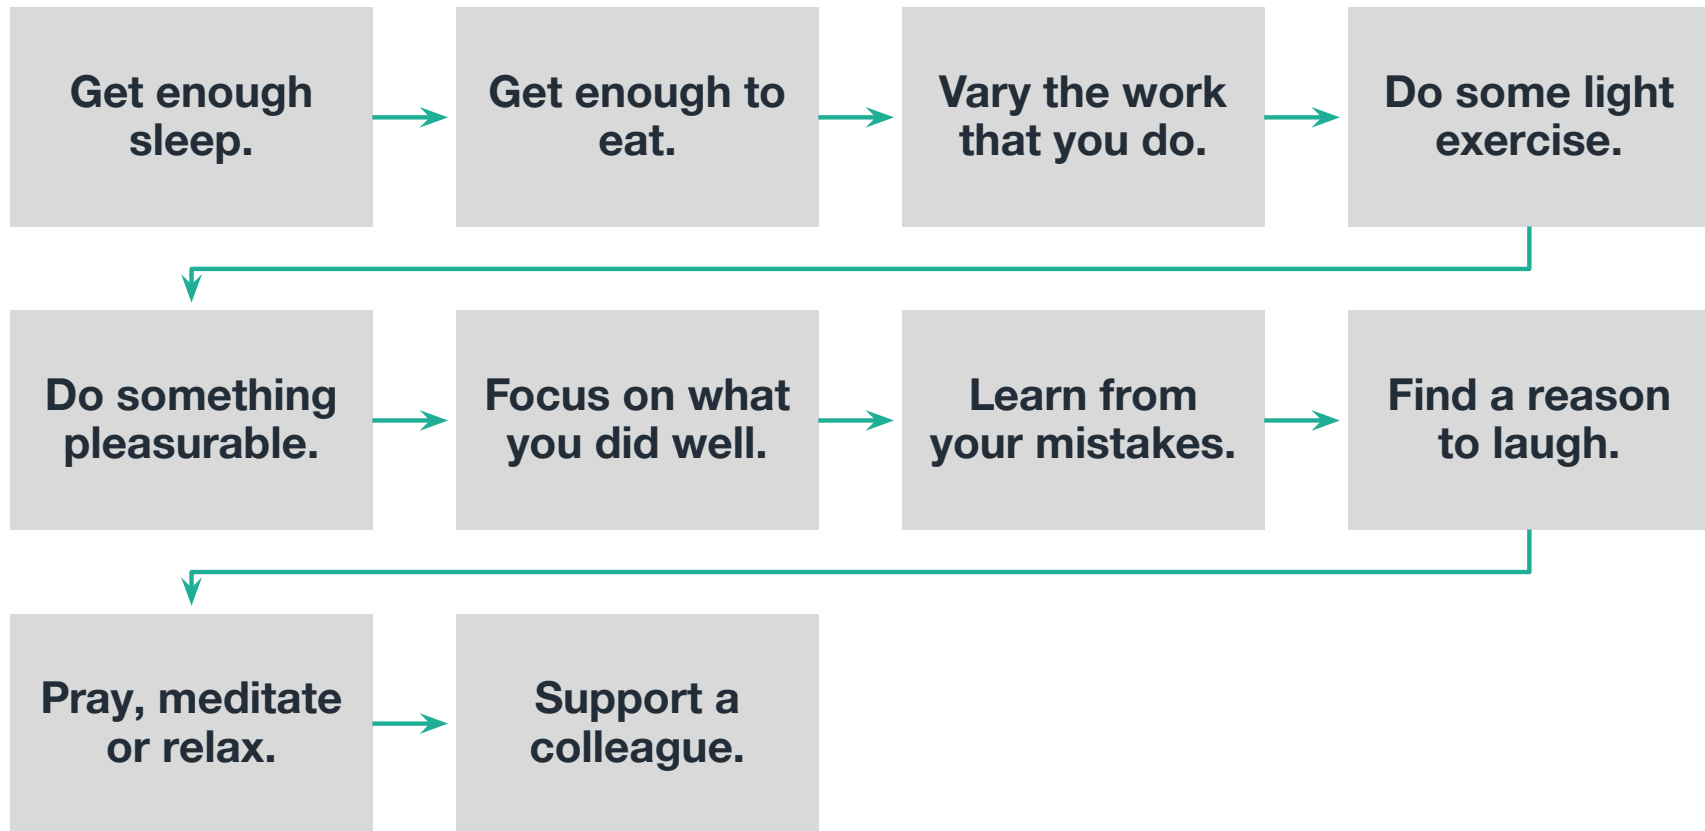 Get enough
sleep.
Get enough to
eat.
Vary the work
that you do.
Do some light
exercise.
Do something
pleasurable.
Focus on what
you did well.
Learn from
your mistakes.
Find a reason
to laugh.
Pray, meditate
or relax.
Support a
colleague.